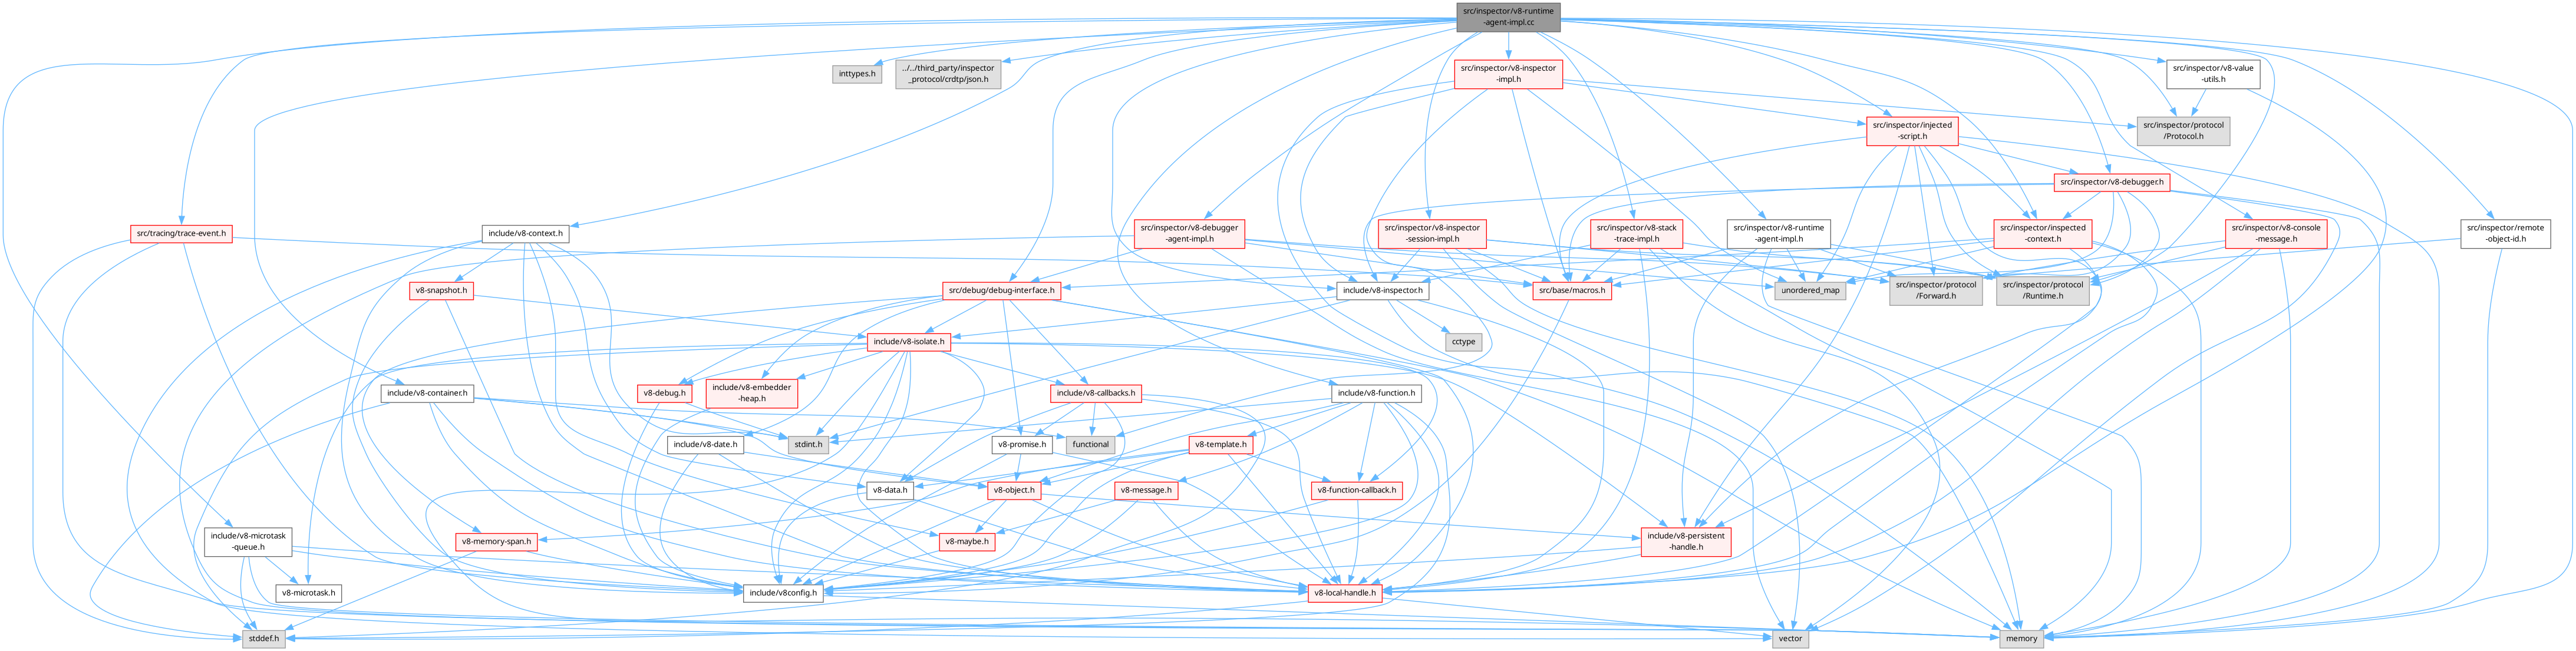 src/inspector/v8-runtime
-agent-impl.cc
inttypes.h
../../third_party/inspector
_protocol/crdtp/json.h
src/inspector/v8-inspector
-impl.h
src/inspector/v8-value
-utils.h
src/inspector/injected
-script.h
src/inspector/protocol
/Protocol.h
src/inspector/v8-debugger.h
src/tracing/trace-event.h
include/v8-context.h
src/inspector/v8-debugger
-agent-impl.h
src/inspector/v8-inspector
-session-impl.h
src/inspector/v8-stack
-trace-impl.h
src/inspector/v8-runtime
-agent-impl.h
src/inspector/inspected
-context.h
src/inspector/v8-console
-message.h
src/inspector/remote
-object-id.h
v8-snapshot.h
src/debug/debug-interface.h
include/v8-inspector.h
src/base/macros.h
unordered_map
src/inspector/protocol
/Forward.h
src/inspector/protocol
/Runtime.h
include/v8-isolate.h
cctype
include/v8-container.h
v8-debug.h
include/v8-embedder
-heap.h
include/v8-callbacks.h
include/v8-function.h
include/v8-date.h
stdint.h
functional
v8-promise.h
v8-template.h
v8-data.h
v8-object.h
v8-message.h
v8-function-callback.h
include/v8-microtask
-queue.h
v8-memory-span.h
v8-maybe.h
include/v8-persistent
-handle.h
v8-microtask.h
include/v8config.h
v8-local-handle.h
stddef.h
vector
memory